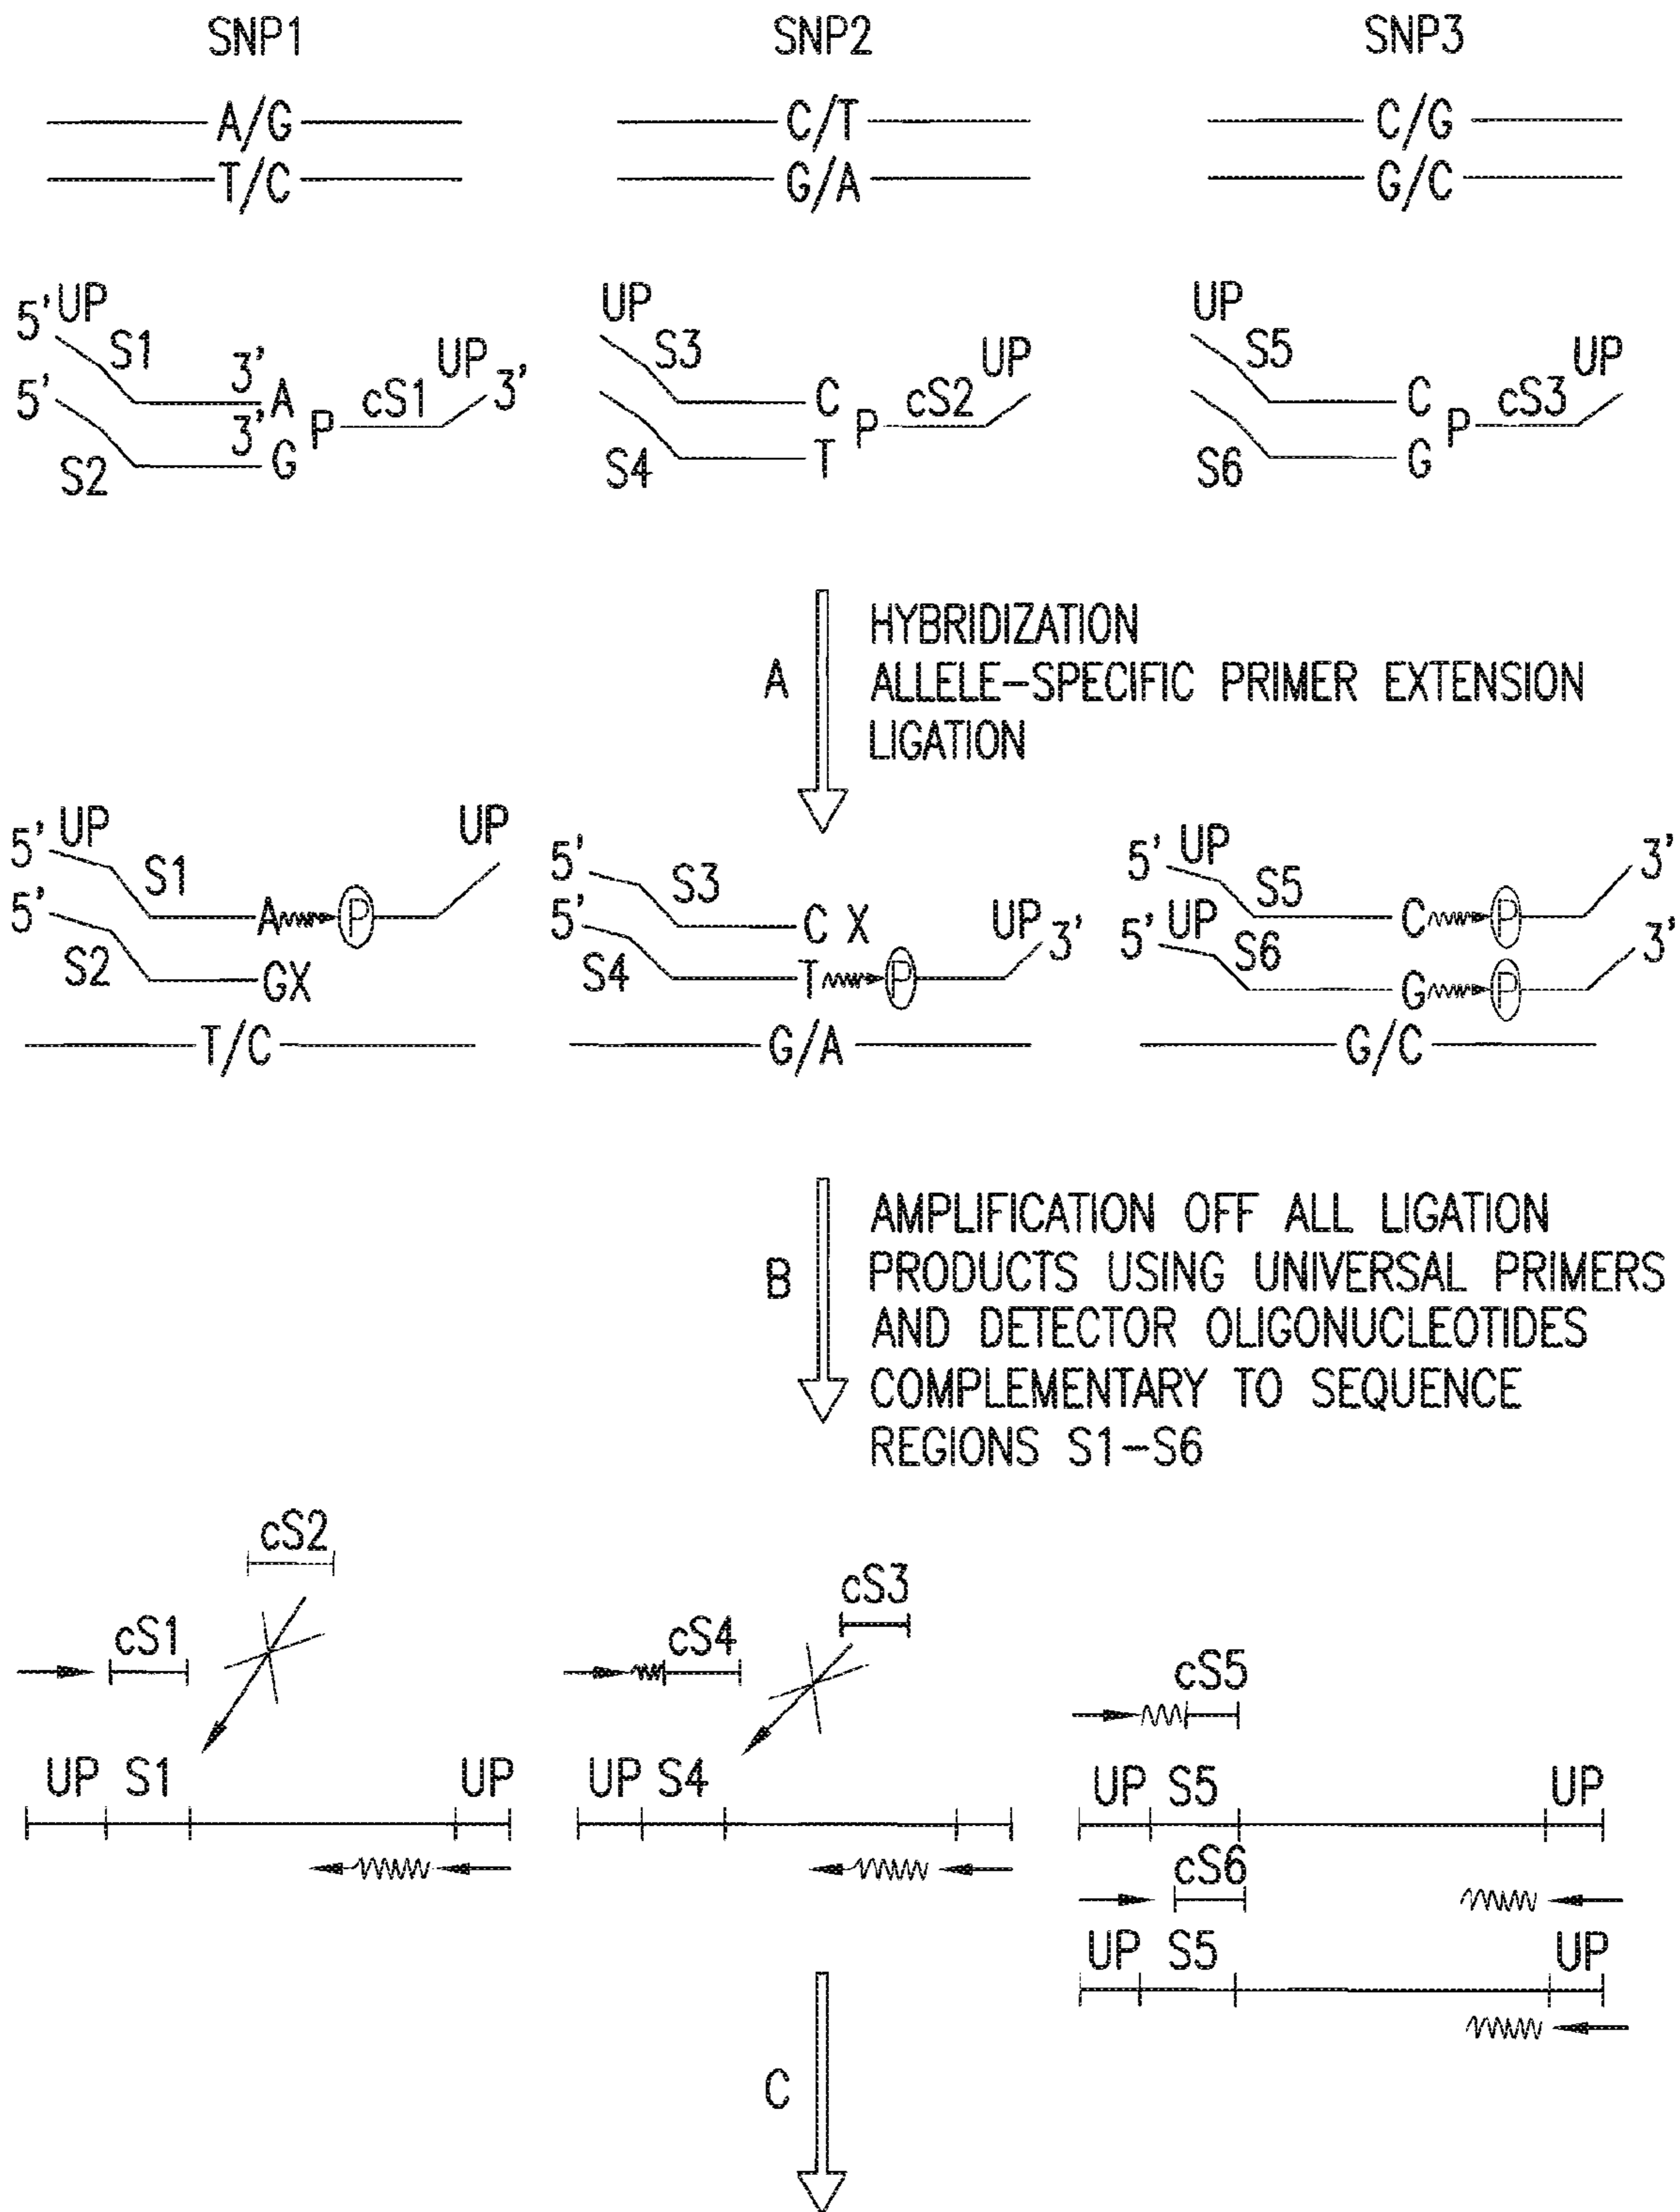 SNP1 SNP2 SNP3
A/G C/T C/G
T/C G/A G/C
5' UP S1 3' A
5' S2 3' G P cS1 UP 3'
UP S3 C
S4 T P cS2 UP
UP S5 C
S6 G P cS3 UP
A
HYBRIDIZATION
ALLELE-SPECIFIC PRIMER EXTENSION
LIGATION
5' UP S1 A P UP
5' S2 GX
T/C
5' S3 C X
5' S4 T P UP 3'
G/A
5' UP S5 C P 3'
5' UP S6 G P 3'
G/C
B
AMPLIFICATION OFF ALL LIGATION
PRODUCTS USING UNIVERSAL PRIMERS
AND DETECTOR OLIGONUCLEOTIDES
COMPLEMENTARY TO SEQUENCE
REGIONS S1-S6
cS2
cS1
UP S1 UP
cS3
cS4
UP S4
cS5
UP S5 UP
cS6
UP S5 UP
C